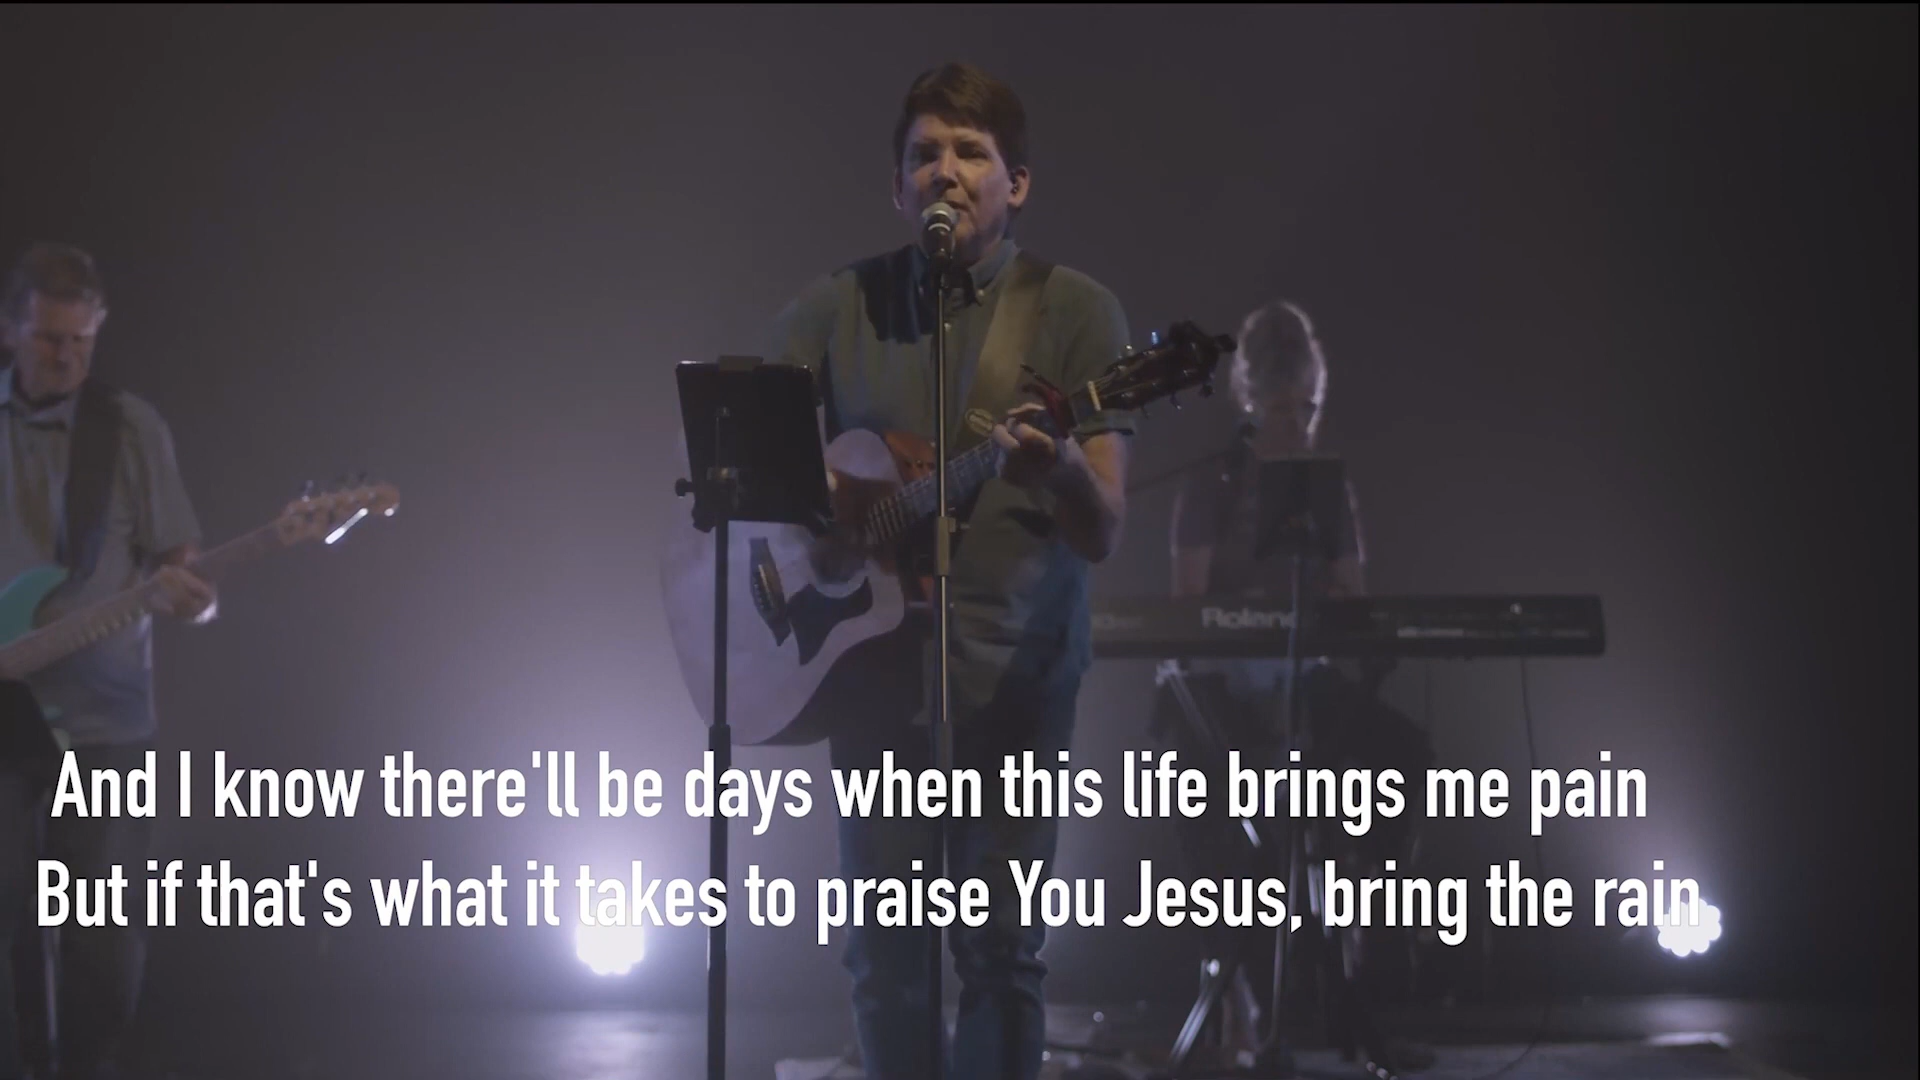 Roland
And I know there'll be days when this life brings me pain
But if that's what it takes to praise You Jesus, bring the rain